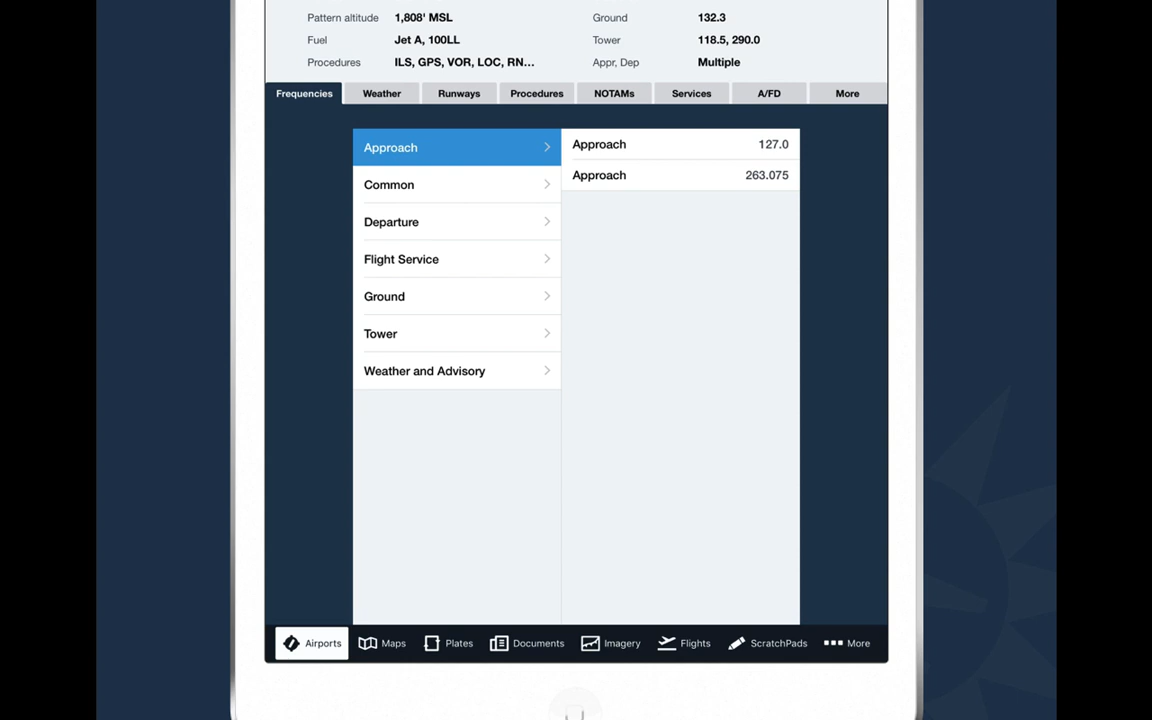 Pattern altitude 1,808' MSL Ground 132.3
Fuel Jet A, 100LL Tower 118.5, 290.0
Procedures ILS, GPS, VOR, LOC, RN... Appr, Dep Multiple
Frequencies Weather Runways Procedures NOTAMs Services A/FD More
Approach
Common
Departure
Flight Service
Ground
Tower
Weather and Advisory
Approach 127.0
Approach 263.075
Airports Maps Plates Documents Imagery Flights ScratchPads More